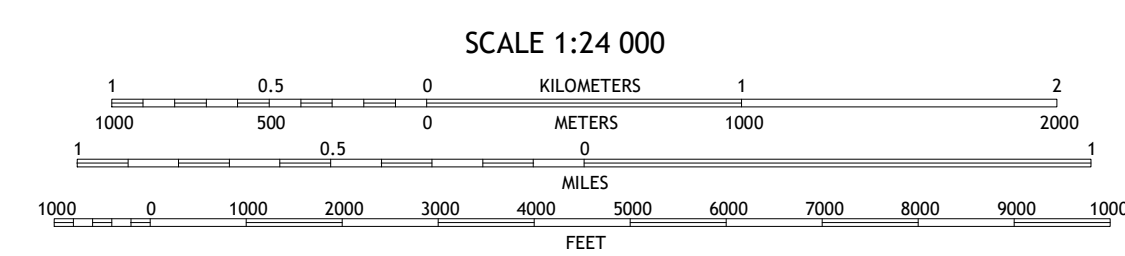 SCALE 1:24 000
1 0.5 0 KILOMETERS 1 2
1000 500 0 METERS 1000 2000
1 0.5 0 1
MILES
1000 0 1000 2000 3000 4000 5000 6000 7000 8000 9000 1000
FEET